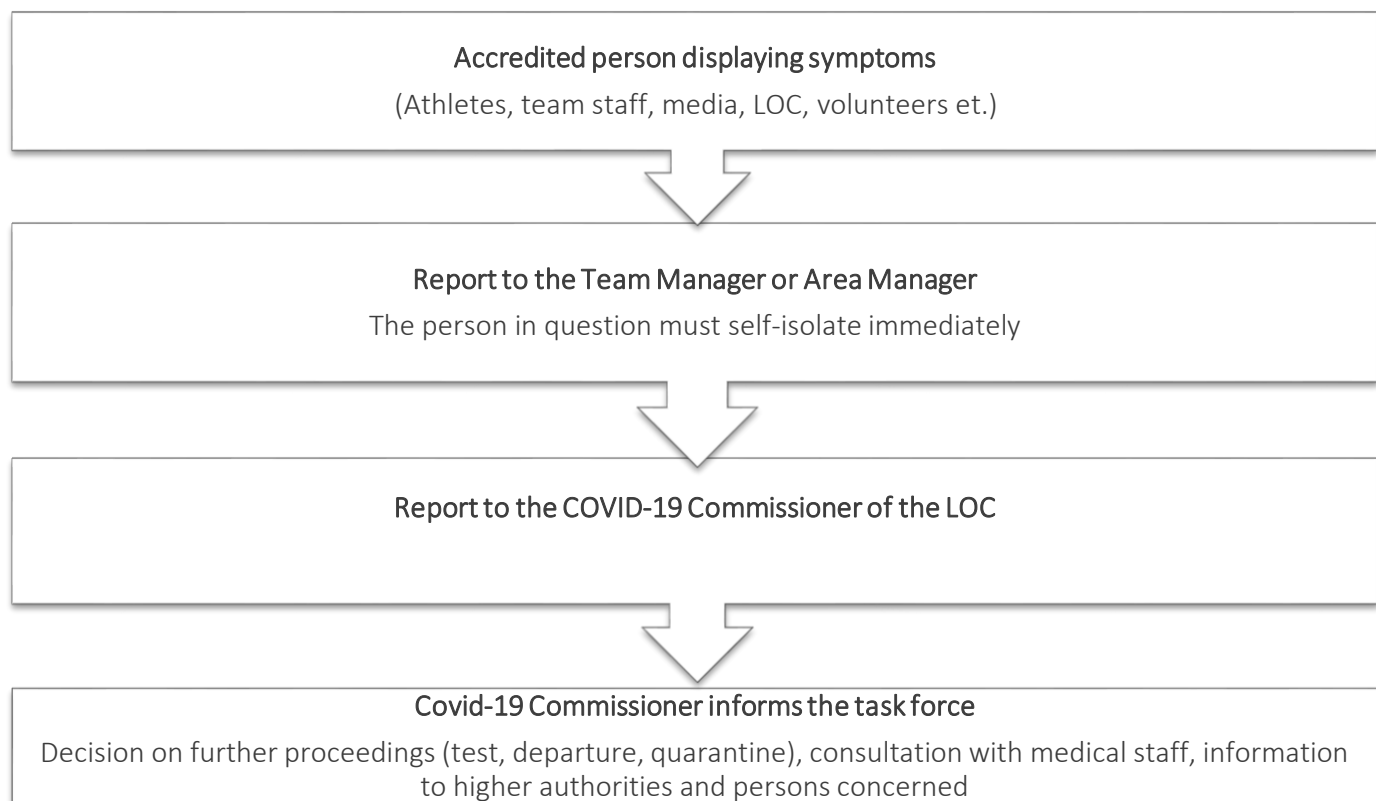 Accredited person displaying symptoms
(Athletes, team staff, media, LOC, volunteers et.)
Report to the Team Manager or Area Manager
The person in question must self-isolate immediately
Report to the COVID-19 Commissioner of the LOC
Covid-19 Commissioner informs the task force
Decision on further proceedings (test, departure, quarantine), consultation with medical staff, information
to higher authorities and persons concerned